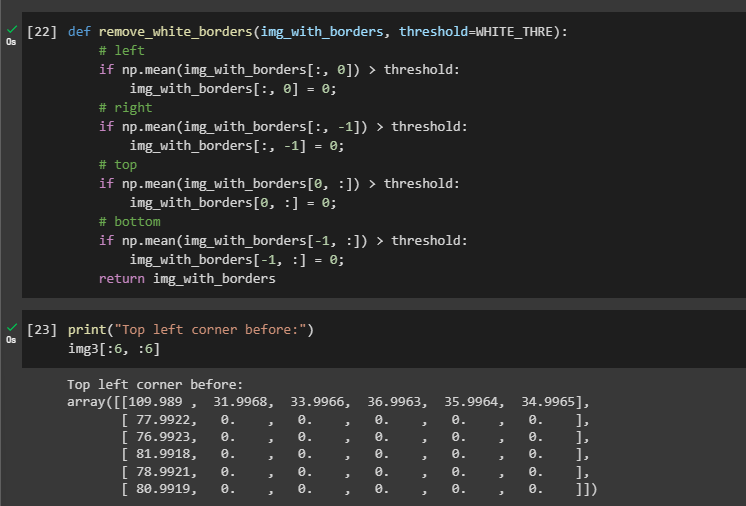 [22] def remove_white_borders(img_with_borders, threshold=WHITE_THRE):
0s
# left
if np.mean(img_with_borders[:, 0]) > threshold:
img_with_borders[:, 0] = 0;
# right
if np.mean(img_with_borders[:, -1]) > threshold:
img_with_borders[:, -1] = 0;
# top
if np.mean(img_with_borders[0, :]) > threshold:
img_with_borders[0, :] = 0;
# bottom
if np.mean(img_with_borders[-1, :]) > threshold:
img_with_borders[-1, :] = 0;
return img_with_borders
[23] print("Top left corner before:")
0s
img3[:6, :6]
Top left corner before:
array([[109.989 ,  31.9968,  33.9966,  36.9963,  35.9964,  34.9965],
[ 77.9922,   0.    ,   0.    ,   0.    ,   0.    ,   0.    ],
[ 76.9923,   0.    ,   0.    ,   0.    ,   0.    ,   0.    ],
[ 81.9918,   0.    ,   0.    ,   0.    ,   0.    ,   0.    ],
[ 78.9921,   0.    ,   0.    ,   0.    ,   0.    ,   0.    ],
[ 80.9919,   0.    ,   0.    ,   0.    ,   0.    ,   0.    ]])